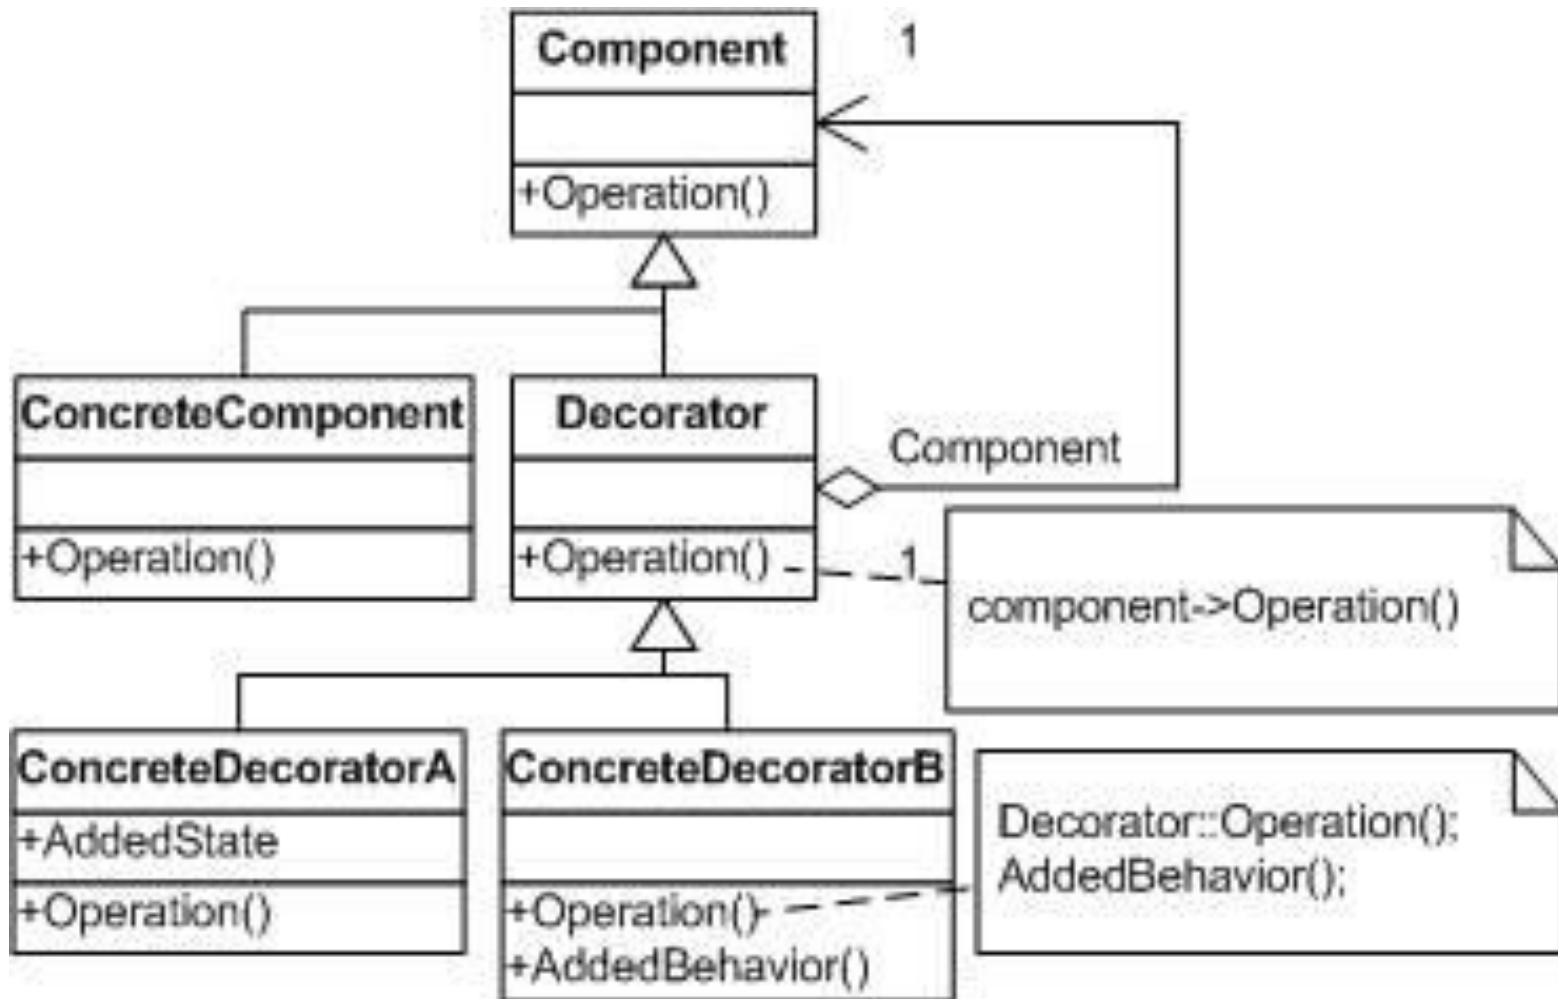 Component
1
+Operation()
ConcreteComponent
+Operation()
Decorator
+Operation()
Component
1
component->Operation()
ConcreteDecoratorA
+AddedState
+Operation()
ConcreteDecoratorB
+Operation()
+AddedBehavior()
Decorator::Operation();
AddedBehavior();